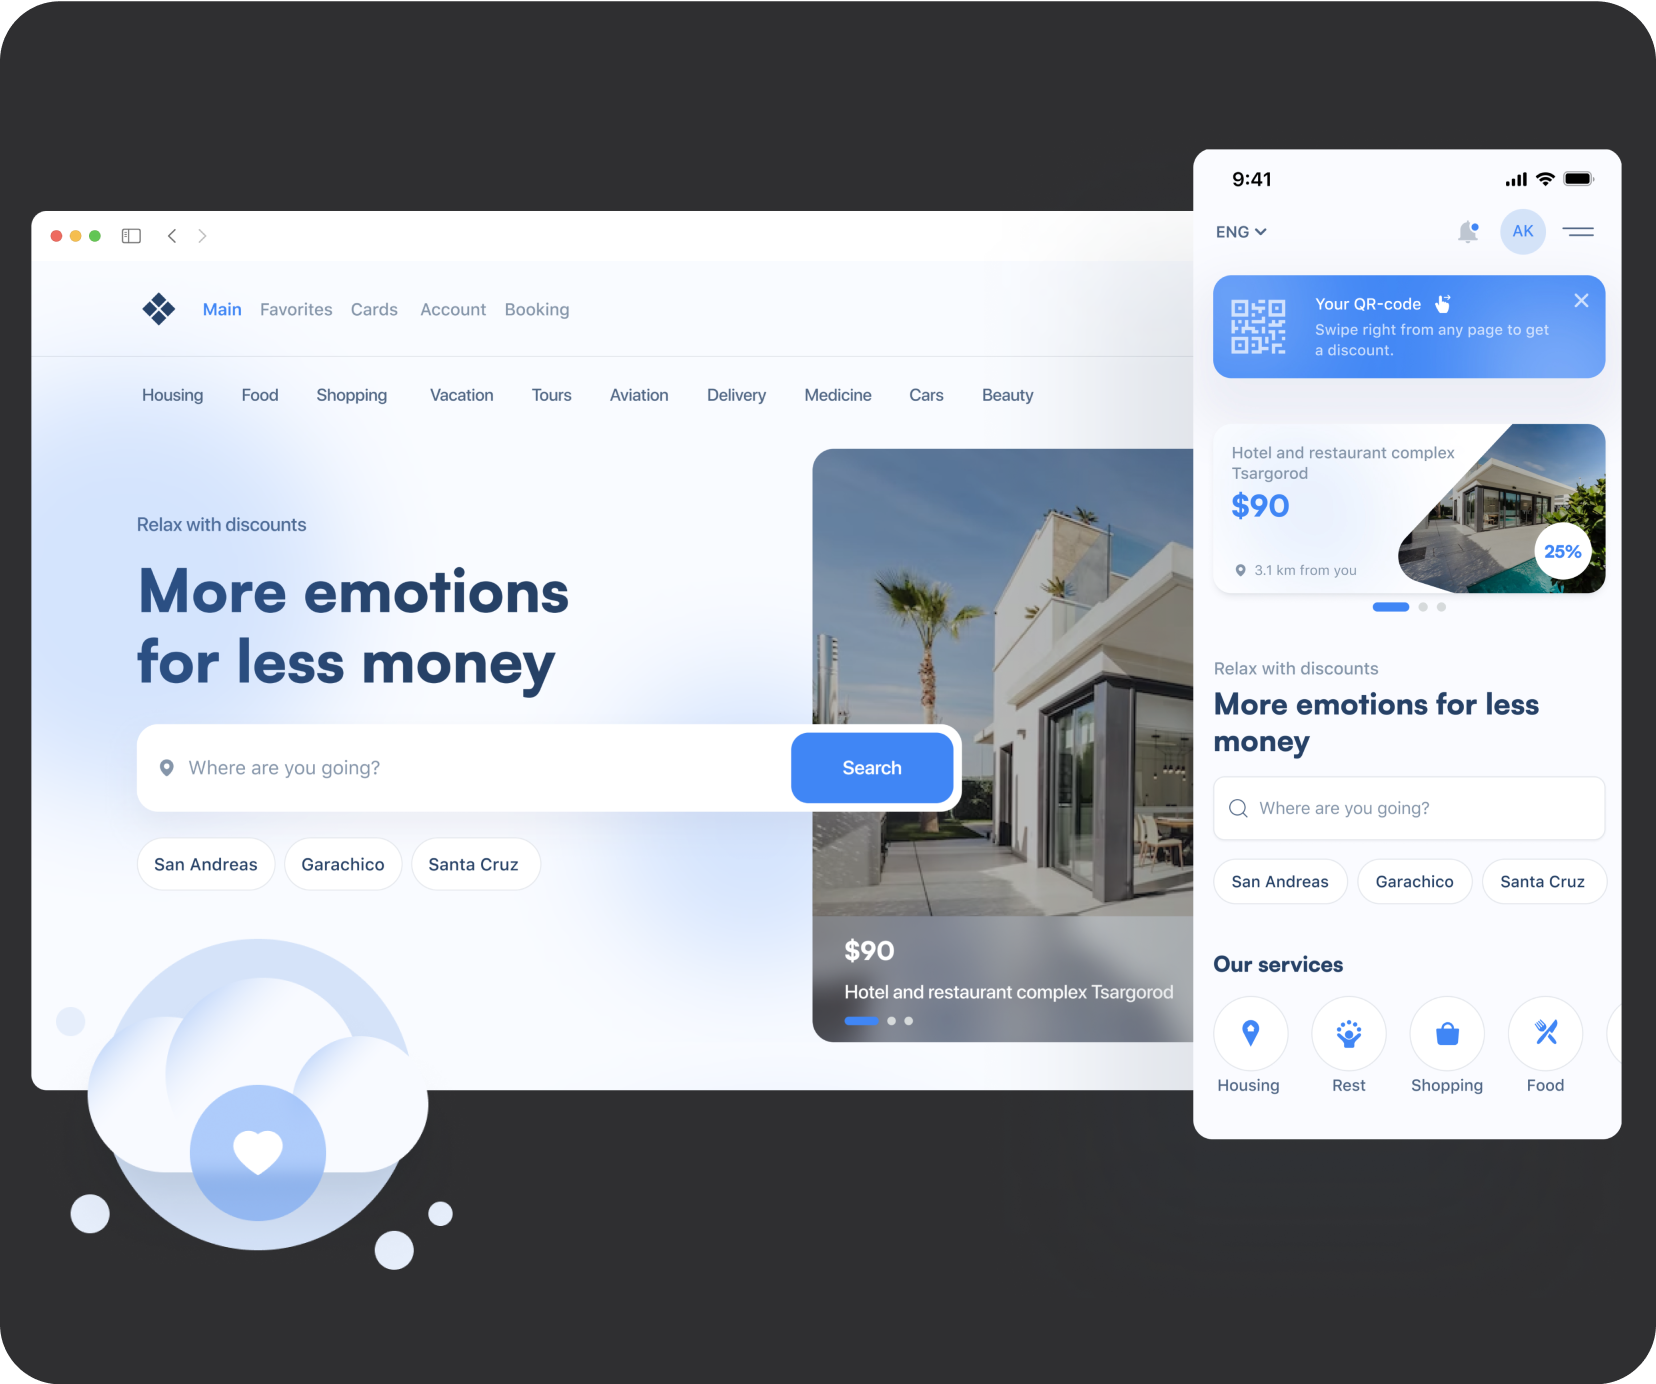 Main Favorites Cards Account Booking
Housing Food Shopping Vacation Tours Aviation Delivery Medicine Cars Beauty
Relax with discounts
More emotions
for less money
Where are you going?
Search
San Andreas Garachico Santa Cruz
$90
Hotel and restaurant complex Tsargorod
9:41
ENG
AK
Your QR-code
Swipe right from any page to get
a discount.
Hotel and restaurant complex
Tsargorod
$90
25%
3.1 km from you
Relax with discounts
More emotions for less
money
Where are you going?
San Andreas Garachico Santa Cruz
Our services
Housing Rest Shopping Food